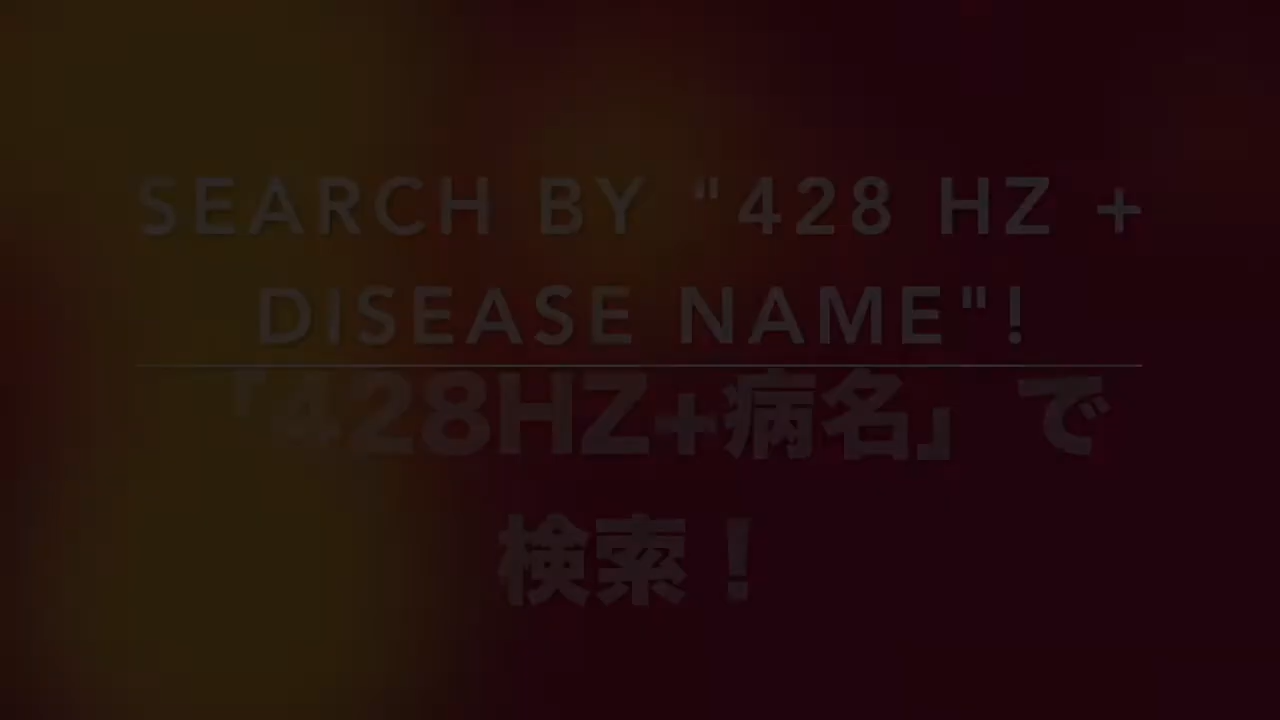 SEARCH BY "428 HZ +
DISEASE NAME"!
「428HZ+病名」で
検索！